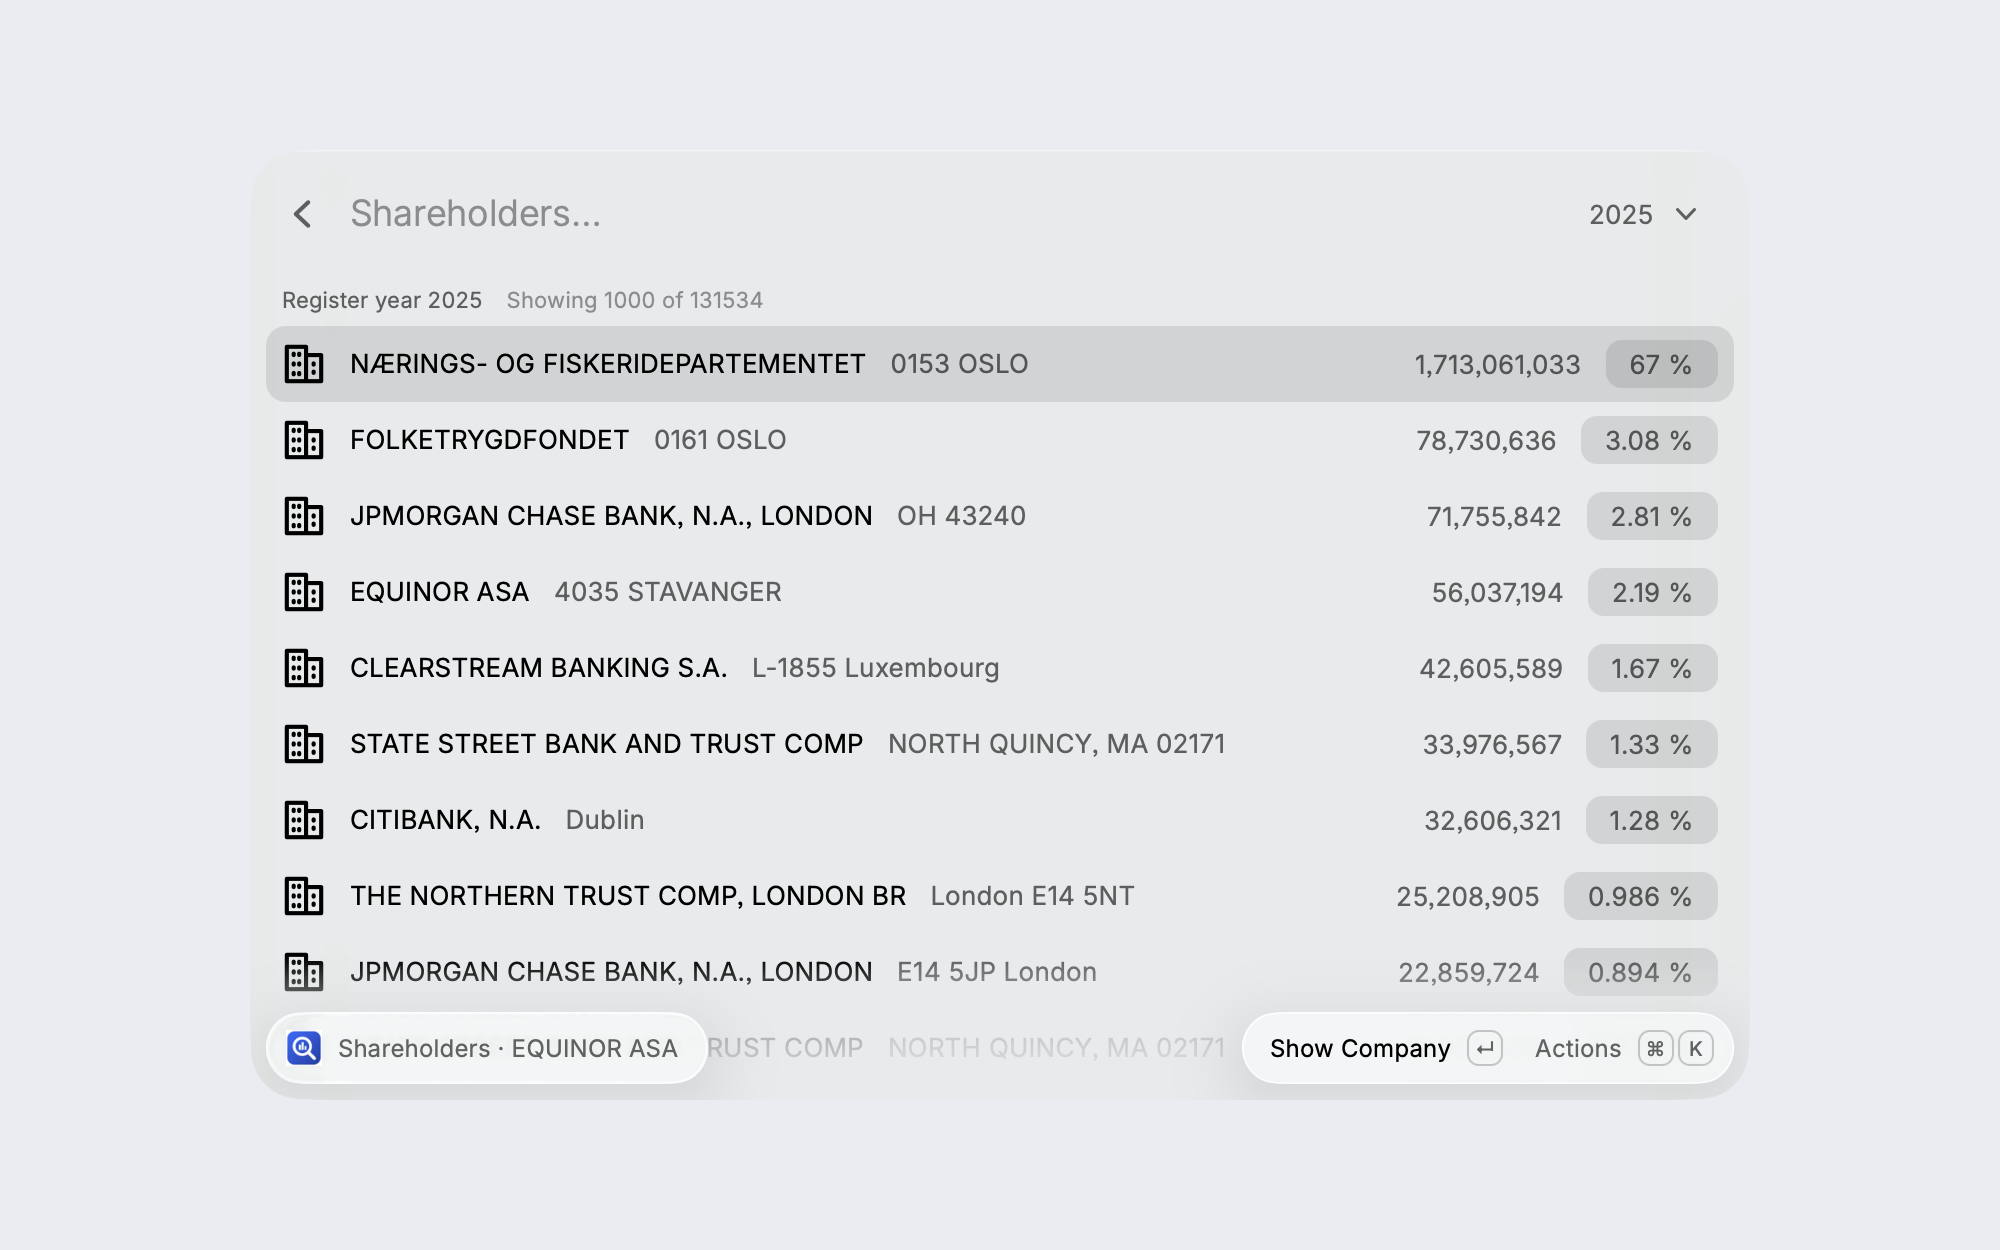 Shareholders... 2025
Register year 2025 Showing 1000 of 131534
NÆRINGS- OG FISKERIDEPARTEMENTET 0153 OSLO 1,713,061,033 67 %
FOLKETRYGDFONDET 0161 OSLO 78,730,636 3.08 %
JPMORGAN CHASE BANK, N.A., LONDON OH 43240 71,755,842 2.81 %
EQUINOR ASA 4035 STAVANGER 56,037,194 2.19 %
CLEARSTREAM BANKING S.A. L-1855 Luxembourg 42,605,589 1.67 %
STATE STREET BANK AND TRUST COMP NORTH QUINCY, MA 02171 33,976,567 1.33 %
CITIBANK, N.A. Dublin 32,606,321 1.28 %
THE NORTHERN TRUST COMP, LONDON BR London E14 5NT 25,208,905 0.986 %
JPMORGAN CHASE BANK, N.A., LONDON E14 5JP London 22,859,724 0.894 %
Shareholders · EQUINOR ASA RUST COMP NORTH QUINCY, MA 02171 Show Company ↵ Actions ⌘ K